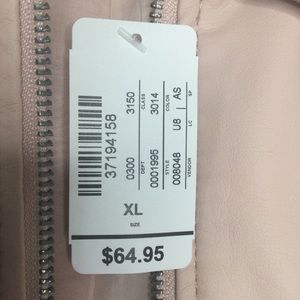 37194158
0300
3150
DEPT
CLASS
0001995
3014
STYLE
COLOR
008048
U8 | AS
VENDOR
LC
SP
XL
SIZE
$64.95